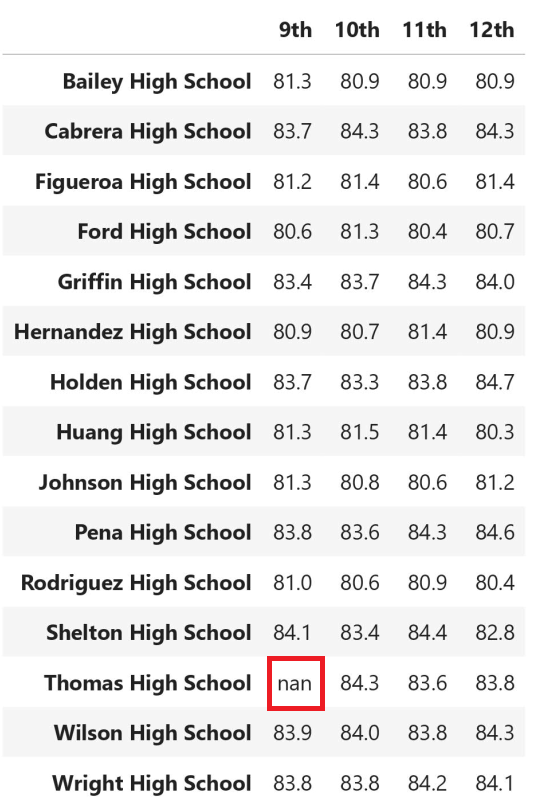 9th 10th 11th 12th
Bailey High School 81.3 80.9 80.9 80.9
Cabrera High School 83.7 84.3 83.8 84.3
Figueroa High School 81.2 81.4 80.6 81.4
Ford High School 80.6 81.3 80.4 80.7
Griffin High School 83.4 83.7 84.3 84.0
Hernandez High School 80.9 80.7 81.4 80.9
Holden High School 83.7 83.3 83.8 84.7
Huang High School 81.3 81.5 81.4 80.3
Johnson High School 81.3 80.8 80.6 81.2
Pena High School 83.8 83.6 84.3 84.6
Rodriguez High School 81.0 80.6 80.9 80.4
Shelton High School 84.1 83.4 84.4 82.8
Thomas High School nan 84.3 83.6 83.8
Wilson High School 83.9 84.0 83.8 84.3
Wright High School 83.8 83.8 84.2 84.1